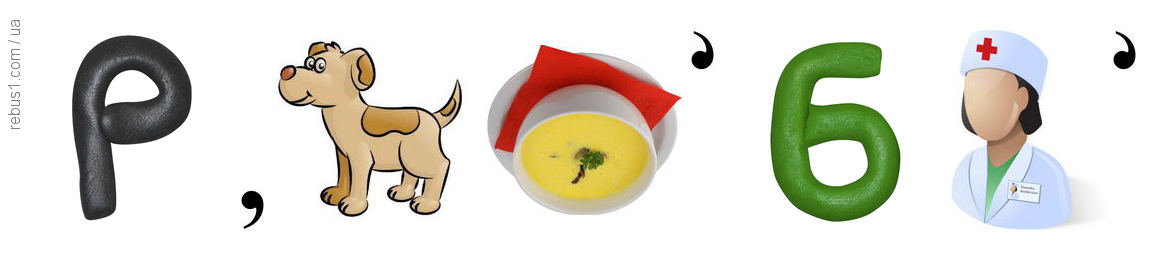 rebus1.com/ua
Р , ’ Б ’